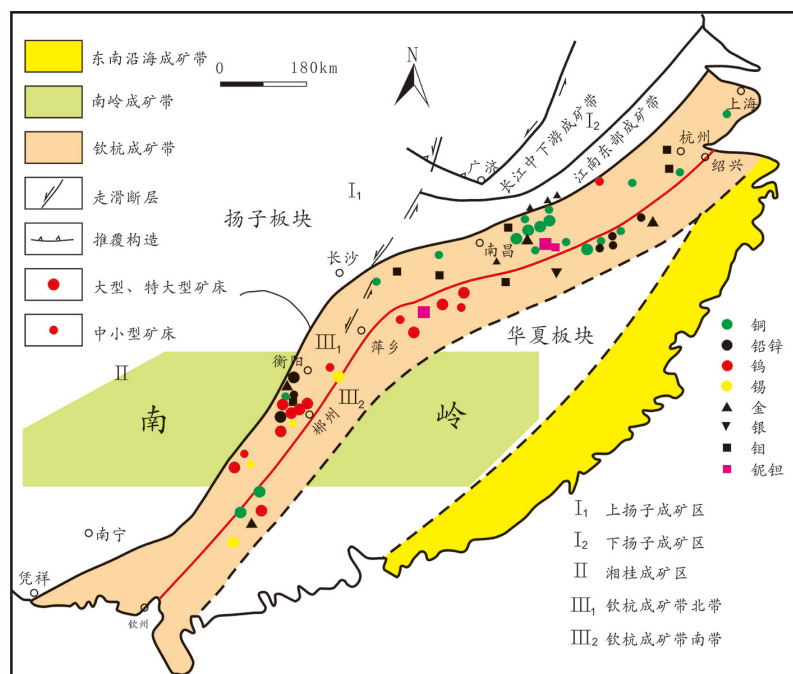 东南沿海成矿带
南岭成矿带
钦杭成矿带
走滑断层
推覆构造
大型、特大型矿床
中小型矿床
0 180km
N
扬子板块
I₁
I₂
长江中下游成矿带
江南东部成矿带
广济
上海
杭州
绍兴
南昌
长沙
萍乡
华夏板块
衡阳
III₁
III₂
II
南
岭
郴州
南宁
凭祥
钦州
铜
铅锌
钨
锡
金
银
钼
铌钽
I₁ 上扬子成矿区
I₂ 下扬子成矿区
II 湘桂成矿区
III₁ 钦杭成矿带北带
III₂ 钦杭成矿带南带